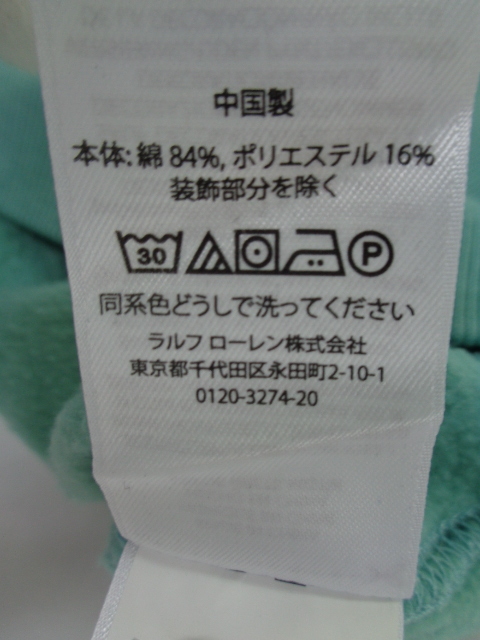 中国製
本体: 綿 84%, ポリエステル 16%
装飾部分を除く
30 P
同系色どうしで洗ってください
ラルフ ローレン株式会社
東京都千代田区永田町2-10-1
0120-3274-20